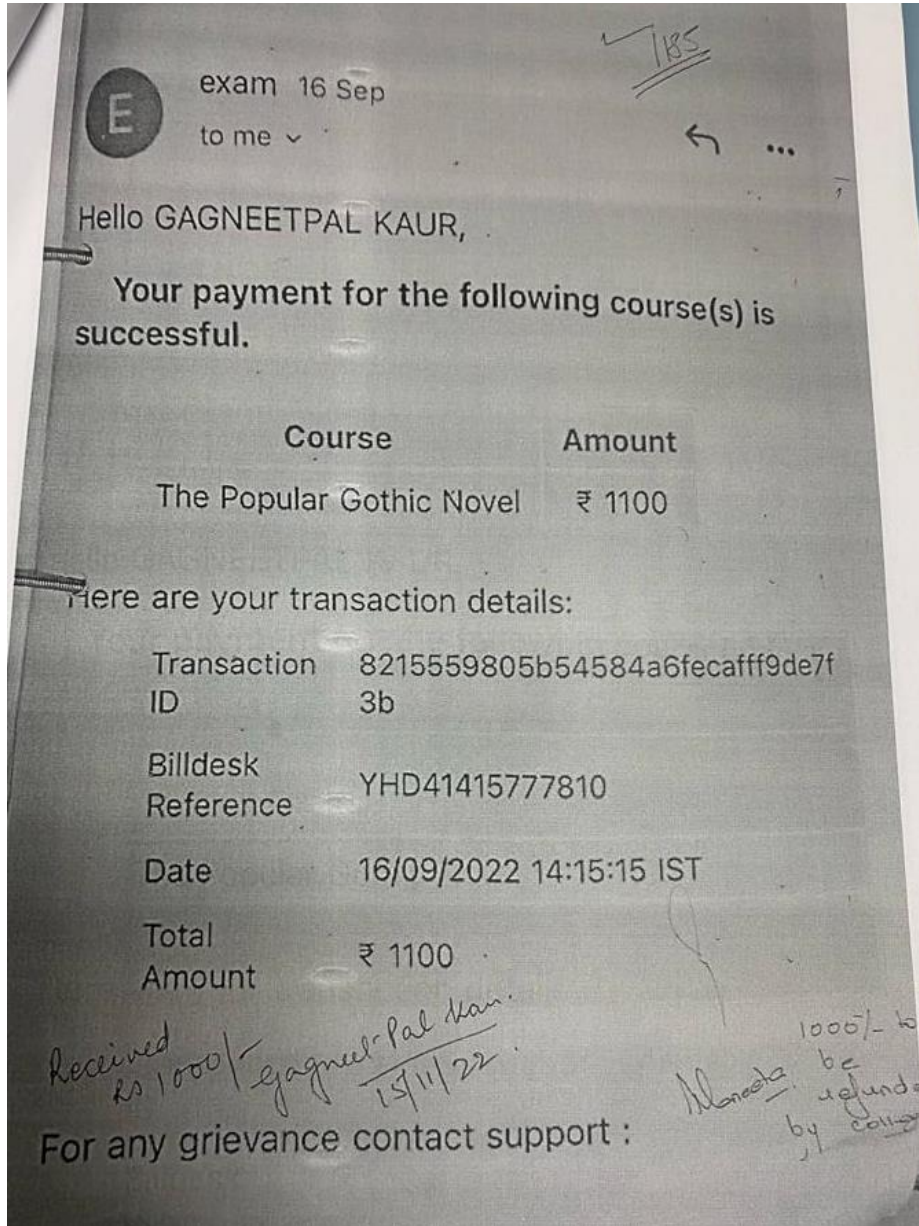 185
exam 16 Sep
E
to me
Hello GAGNEETPAL KAUR,
Your payment for the following course(s) is
successful.
Course Amount
The Popular Gothic Novel ₹ 1100
Here are your transaction details:
Transaction 8215559805b54584a6fecafff9de7f
ID 3b
Billdesk
Reference YHD41415777810
Date 16/09/2022 14:15:15 IST
Total
Amount ₹ 1100
Received
Rs 1000/-
Gagneet Pal Kaur.
15/11/22.
1000/- to
be
by
For any grievance contact support :